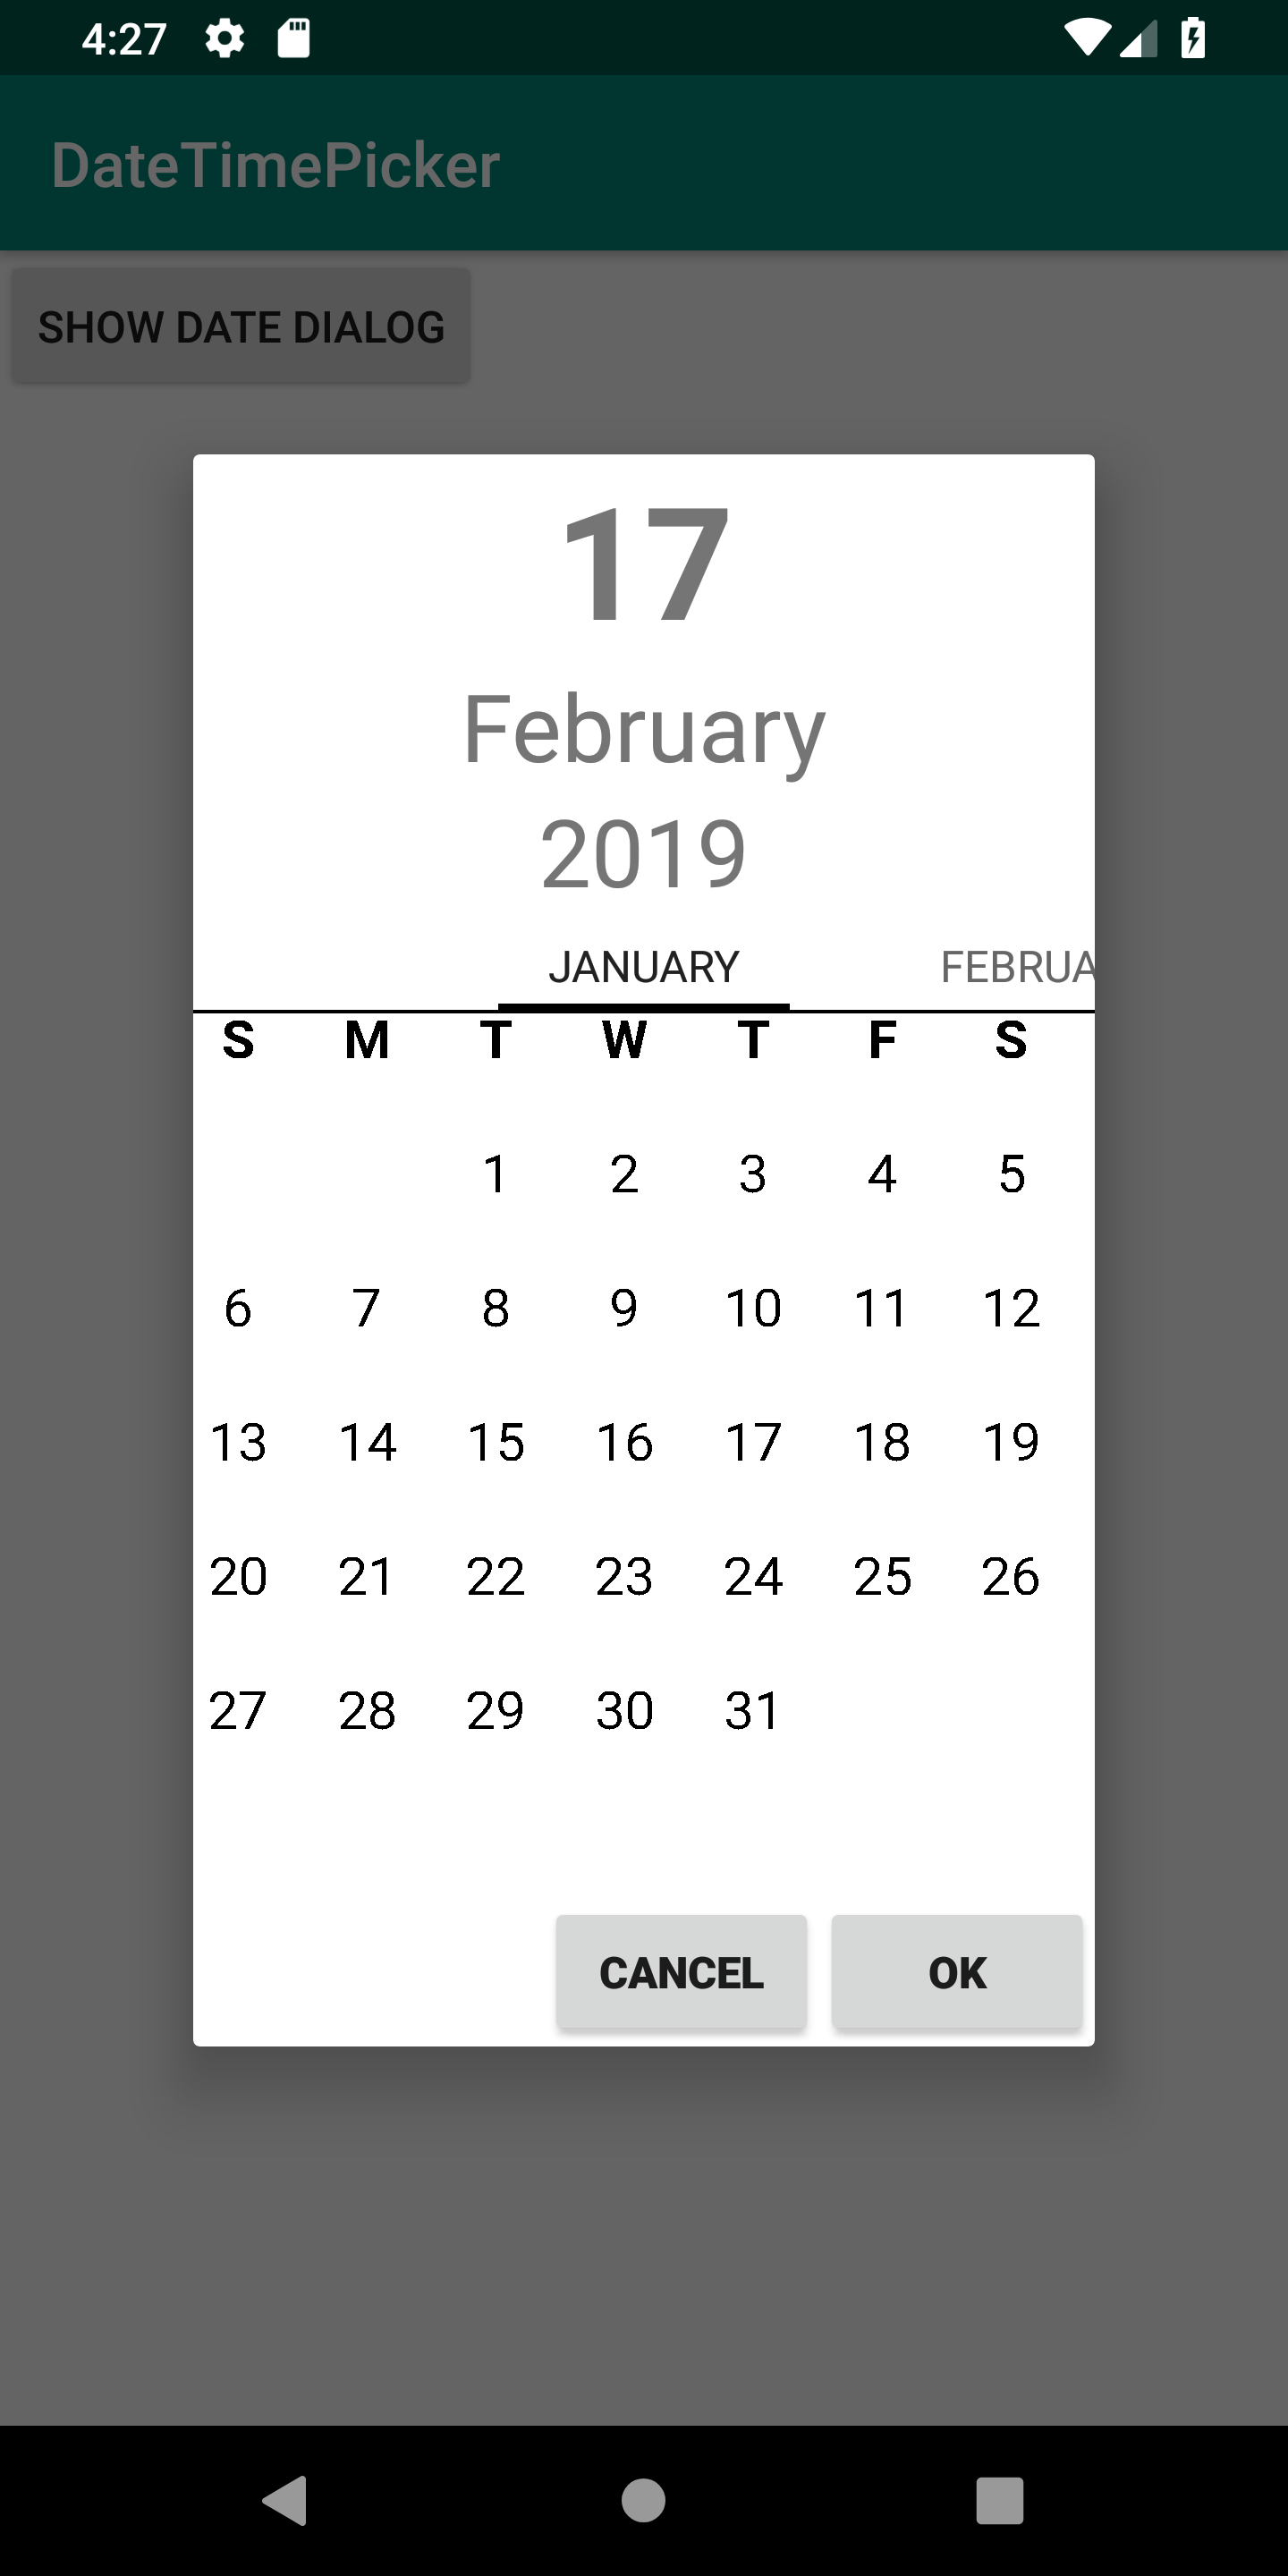 4:27
DateTimePicker
SHOW DATE DIALOG
17
February
2019
JANUARY FEBRUA
S M T W T F S
1 2 3 4 5
6 7 8 9 10 11 12
13 14 15 16 17 18 19
20 21 22 23 24 25 26
27 28 29 30 31
CANCEL OK